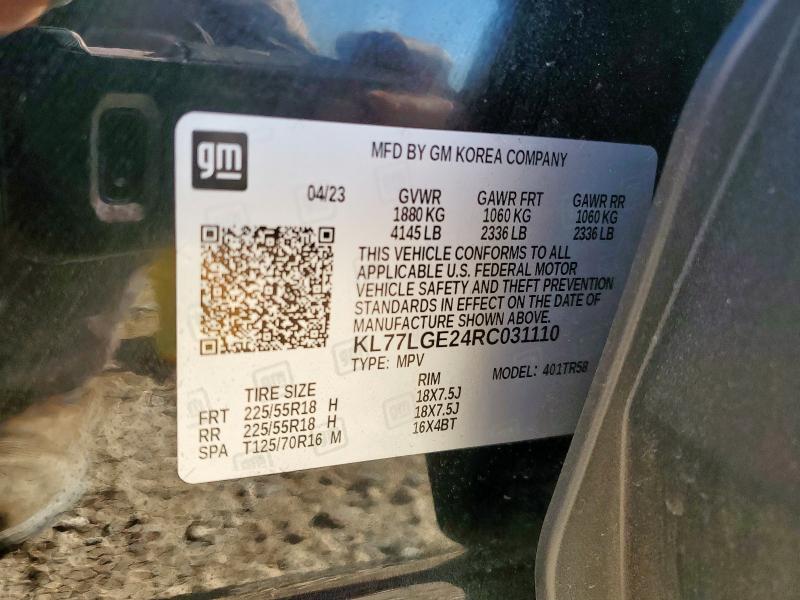 gm
MFD BY GM KOREA COMPANY
04/23 GVWR GAWR FRT GAWR RR
1880 KG 1060 KG 1060 KG
4145 LB 2336 LB 2336 LB
THIS VEHICLE CONFORMS TO ALL
APPLICABLE U.S. FEDERAL MOTOR
VEHICLE SAFETY AND THEFT PREVENTION
STANDARDS IN EFFECT ON THE DATE OF
MANUFACTURE SHOWN ABOVE.
KL77LGE24RC031110
TYPE: MPV MODEL: 401TR58
TIRE SIZE RIM
FRT 225/55R18 H 18X7.5J
RR 225/55R18 H 18X7.5J
SPA T125/70R16 M 16X4BT